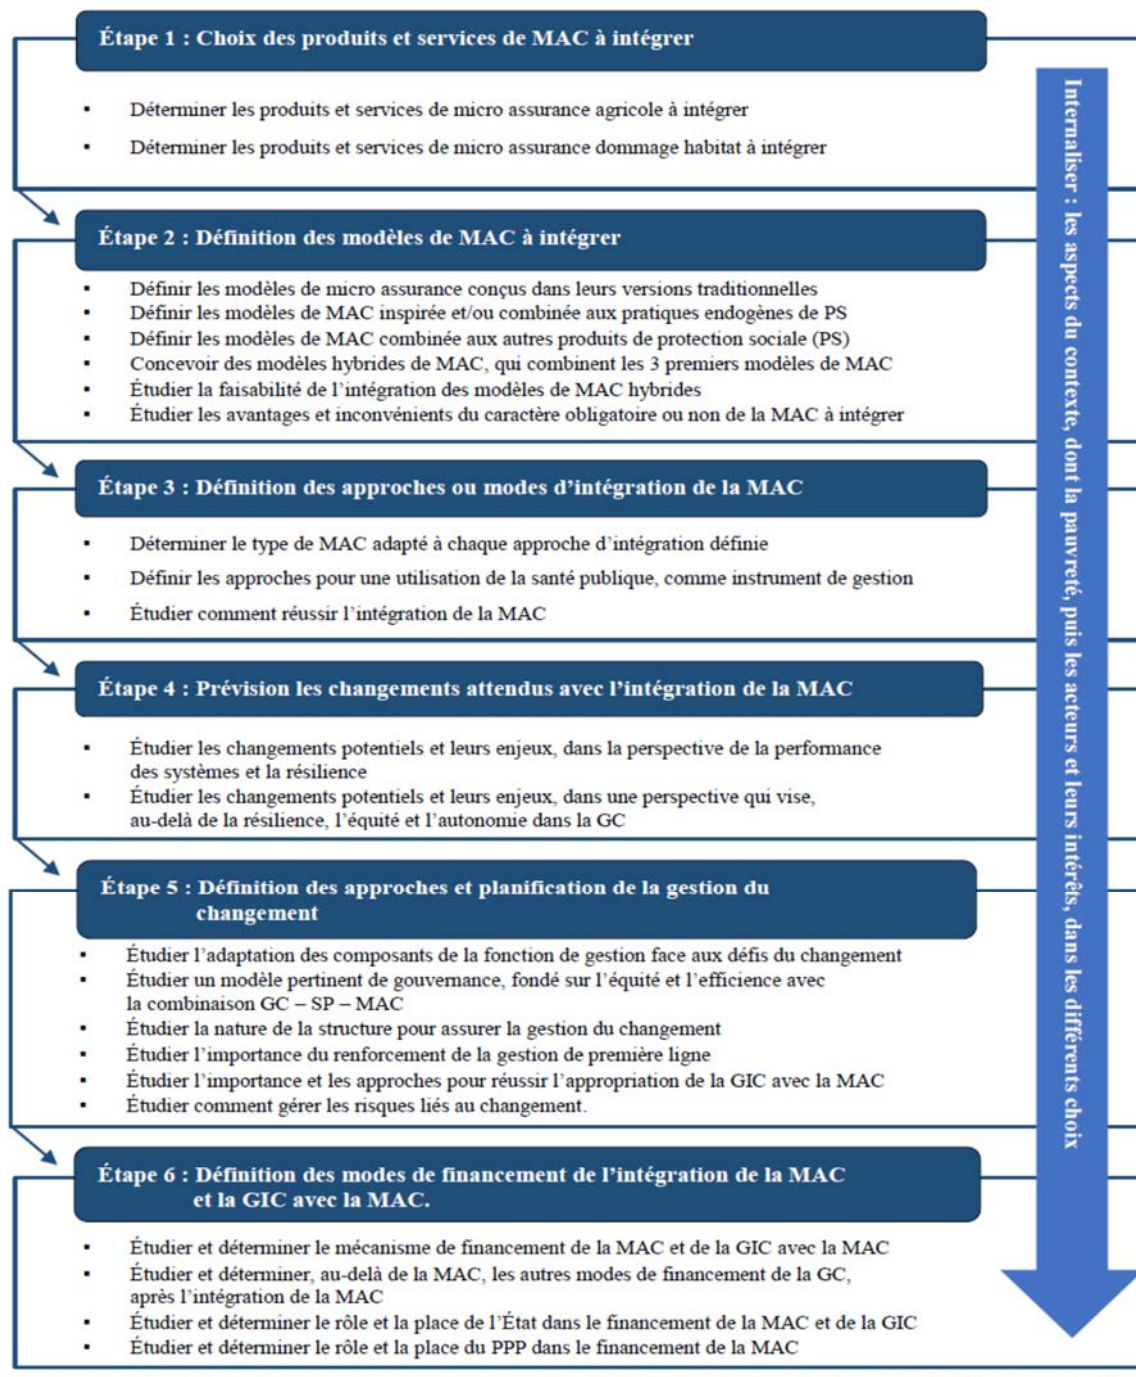 Étape 1 : Choix des produits et services de MAC à intégrer
▪ Déterminer les produits et services de micro assurance agricole à intégrer
▪ Déterminer les produits et services de micro assurance dommage habitat à intégrer
Étape 2 : Définition des modèles de MAC à intégrer
▪ Définir les modèles de micro assurance conçus dans leurs versions traditionnelles
▪ Définir les modèles de MAC inspirée et/ou combinée aux pratiques endogènes de PS
▪ Définir les modèles de MAC combinée aux autres produits de protection sociale (PS)
▪ Concevoir des modèles hybrides de MAC, qui combinent les 3 premiers modèles de MAC
▪ Étudier la faisabilité de l’intégration des modèles de MAC hybrides
▪ Étudier les avantages et inconvénients du caractère obligatoire ou non de la MAC à intégrer
Étape 3 : Définition des approches ou modes d’intégration de la MAC
▪ Déterminer le type de MAC adapté à chaque approche d’intégration définie
▪ Définir les approches pour une utilisation de la santé publique, comme instrument de gestion
▪ Étudier comment réussir l’intégration de la MAC
Étape 4 : Prévision les changements attendus avec l’intégration de la MAC
▪ Étudier les changements potentiels et leurs enjeux, dans la perspective de la performance
des systèmes et la résilience
▪ Étudier les changements potentiels et leurs enjeux, dans une perspective qui vise,
au-delà de la résilience, l’équité et l’autonomie dans la GC
Étape 5 : Définition des approches et planification de la gestion du
changement
▪ Étudier l’adaptation des composants de la fonction de gestion face aux défis du changement
▪ Étudier un modèle pertinent de gouvernance, fondé sur l’équité et l’efficience avec
la combinaison GC – SP – MAC
▪ Étudier la nature de la structure pour assurer la gestion du changement
▪ Étudier l’importance du renforcement de la gestion de première ligne
▪ Étudier l’importance et les approches pour réussir l’appropriation de la GIC avec la MAC
▪ Étudier comment gérer les risques liés au changement.
Étape 6 : Définition des modes de financement de l’intégration de la MAC
et la GIC avec la MAC.
▪ Étudier et déterminer le mécanisme de financement de la MAC et de la GIC avec la MAC
▪ Étudier et déterminer, au-delà de la MAC, les autres modes de financement de la GC,
après l’intégration de la MAC
▪ Étudier et déterminer le rôle et la place de l’État dans le financement de la MAC et de la GIC
▪ Étudier et déterminer le rôle et la place du PPP dans le financement de la MAC
Internaliser : les aspects du contexte, dont la pauvreté, puis les acteurs et leurs intérêts, dans les différents choix